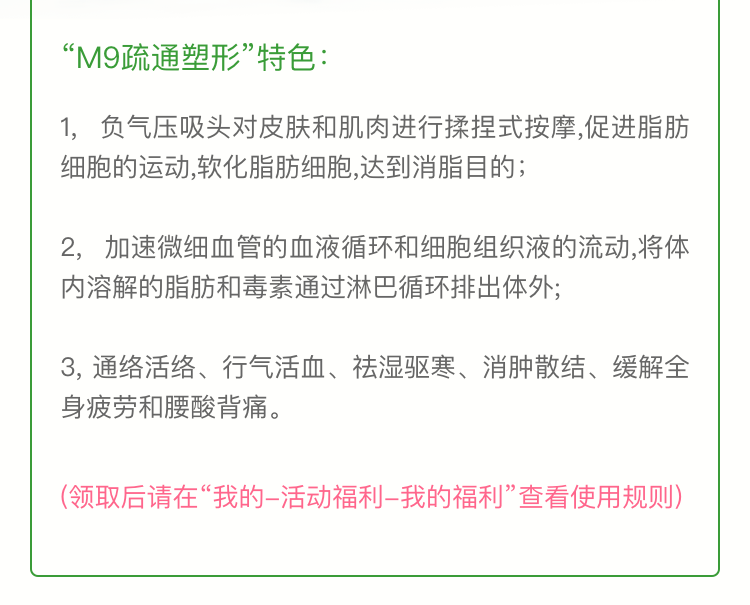 “M9疏通塑形”特色：
1， 负气压吸头对皮肤和肌肉进行揉捏式按摩,促进脂肪
细胞的运动,软化脂肪细胞,达到消脂目的；
2， 加速微细血管的血液循环和细胞组织液的流动,将体
内溶解的脂肪和毒素通过淋巴循环排出体外;
3, 通络活络、行气活血、祛湿驱寒、消肿散结、缓解全
身疲劳和腰酸背痛。
(领取后请在“我的–活动福利–我的福利”查看使用规则)